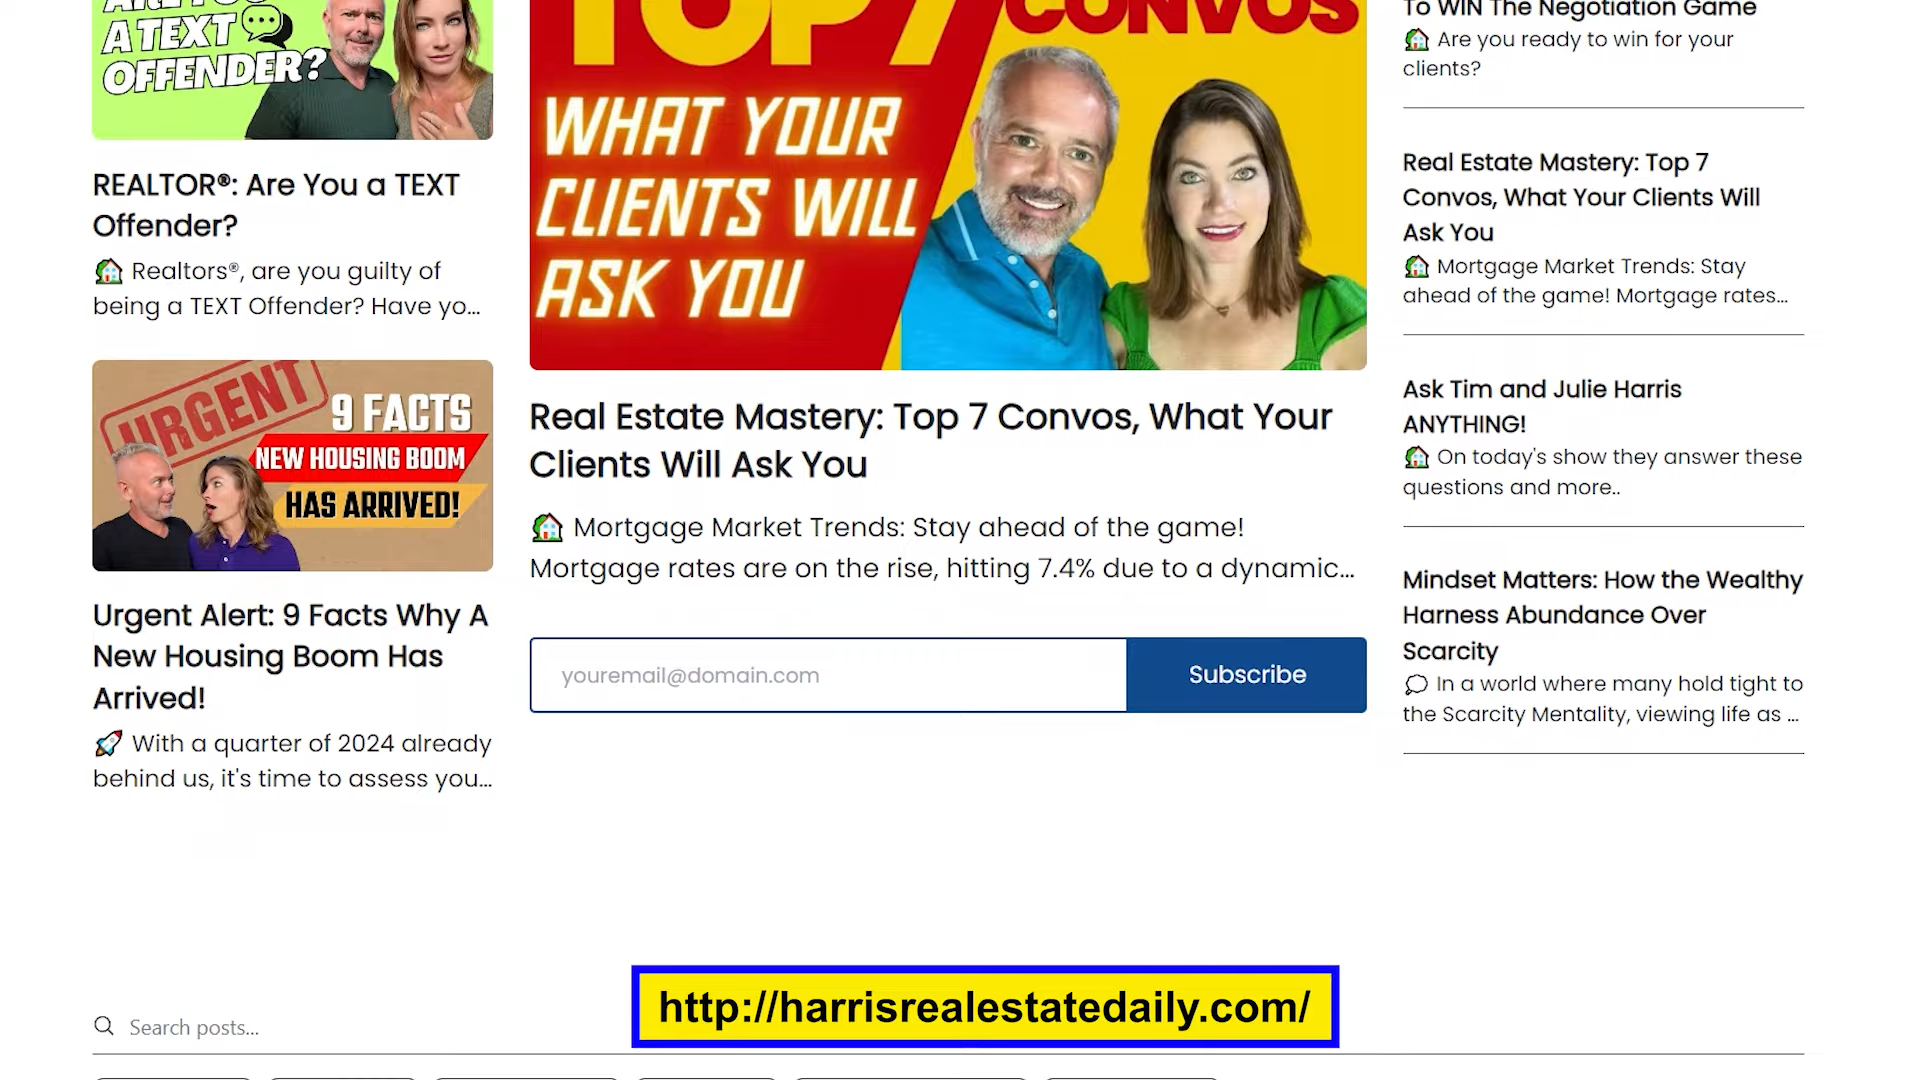 A TEXT
OFFENDER?
REALTOR®: Are You a TEXT
Offender?
Realtors®, are you guilty of
being a TEXT Offender? Have yo...
URGENT
9 FACTS
NEW HOUSING BOOM
HAS ARRIVED!
Urgent Alert: 9 Facts Why A
New Housing Boom Has
Arrived!
With a quarter of 2024 already
behind us, it's time to assess you...
TOP 7 CONVOS
WHAT YOUR
CLIENTS WILL
ASK YOU
Real Estate Mastery: Top 7 Convos, What Your
Clients Will Ask You
Mortgage Market Trends: Stay ahead of the game!
Mortgage rates are on the rise, hitting 7.4% due to a dynamic...
youremail@domain.com
Subscribe
To WIN The Negotiation Game
Are you ready to win for your
clients?
Real Estate Mastery: Top 7
Convos, What Your Clients Will
Ask You
Mortgage Market Trends: Stay
ahead of the game! Mortgage rates...
Ask Tim and Julie Harris
ANYTHING!
On today's show they answer these
questions and more..
Mindset Matters: How the Wealthy
Harness Abundance Over
Scarcity
In a world where many hold tight to
the Scarcity Mentality, viewing life as ...
http://harrisrealestatedaily.com/
Search posts...